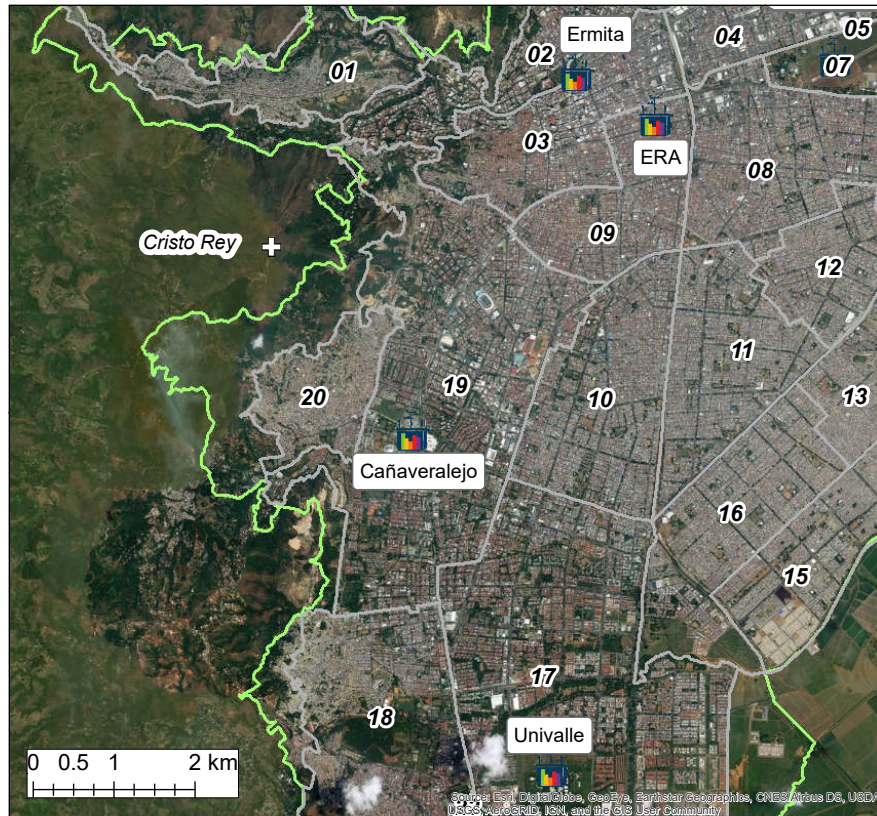 Ermita
02
04
05
07
01
03
ERA
08
Cristo Rey
09
12
11
20
19
10
13
Cañaveralejo
16
15
17
18
Univalle
0 0.5 1 2 km
Source: Esri, DigitalGlobe, GeoEye, Earthstar Geographics, CNES/Airbus DS, USDA
USGS, AeroGRID, IGN, and the GIS User Community